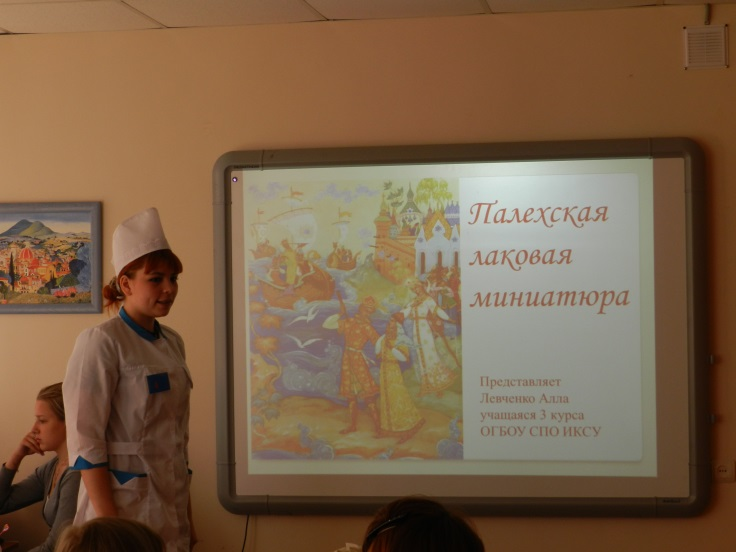 Палехская
лаковая
миниатюра
Представляет
Левченко Алла
учащаяся 3 курса
ОГБОУ СПО ИКСУ